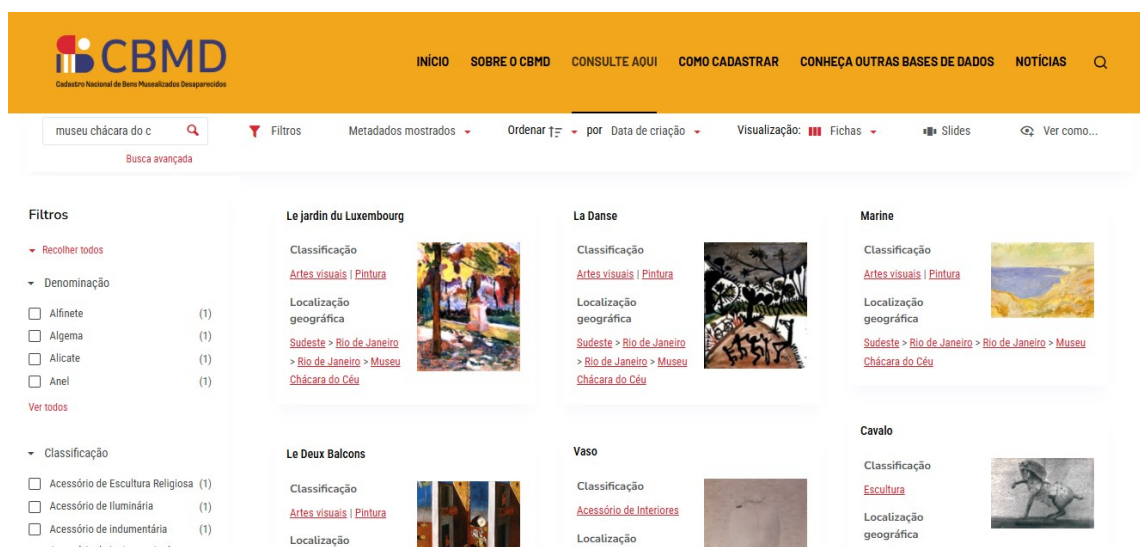 CBMD
Cadastro Nacional de Bens Musealizados Desaparecidos
INÍCIO SOBRE O CBMD CONSULTE AQUI COMO CADASTRAR CONHEÇA OUTRAS BASES DE DADOS NOTÍCIAS
museu chácara do c
Busca avançada
Filtros Metadados mostrados Ordenar por Data de criação Visualização: Fichas Slides Ver como...
Filtros
Recolher todos
Denominação
Alfinete (1)
Algema (1)
Alicate (1)
Anel (1)
Ver todos
Classificação
Acessório de Escultura Religiosa (1)
Acessório de Iluminária (1)
Acessório de indumentária (1)
Le jardin du Luxembourg
Classificação
Artes visuais | Pintura
Localização
geográfica
Sudeste > Rio de Janeiro
> Rio de Janeiro > Museu
Chácara do Céu
La Danse
Classificação
Artes visuais | Pintura
Localização
geográfica
Sudeste > Rio de Janeiro
> Rio de Janeiro > Museu
Chácara do Céu
Marine
Classificação
Artes visuais | Pintura
Localização
geográfica
Sudeste > Rio de Janeiro > Rio de Janeiro > Museu
Chácara do Céu
Le Deux Balcons
Classificação
Artes visuais | Pintura
Localização
Vaso
Classificação
Acessório de Interiores
Localização
Cavalo
Classificação
Escultura
Localização
geográfica